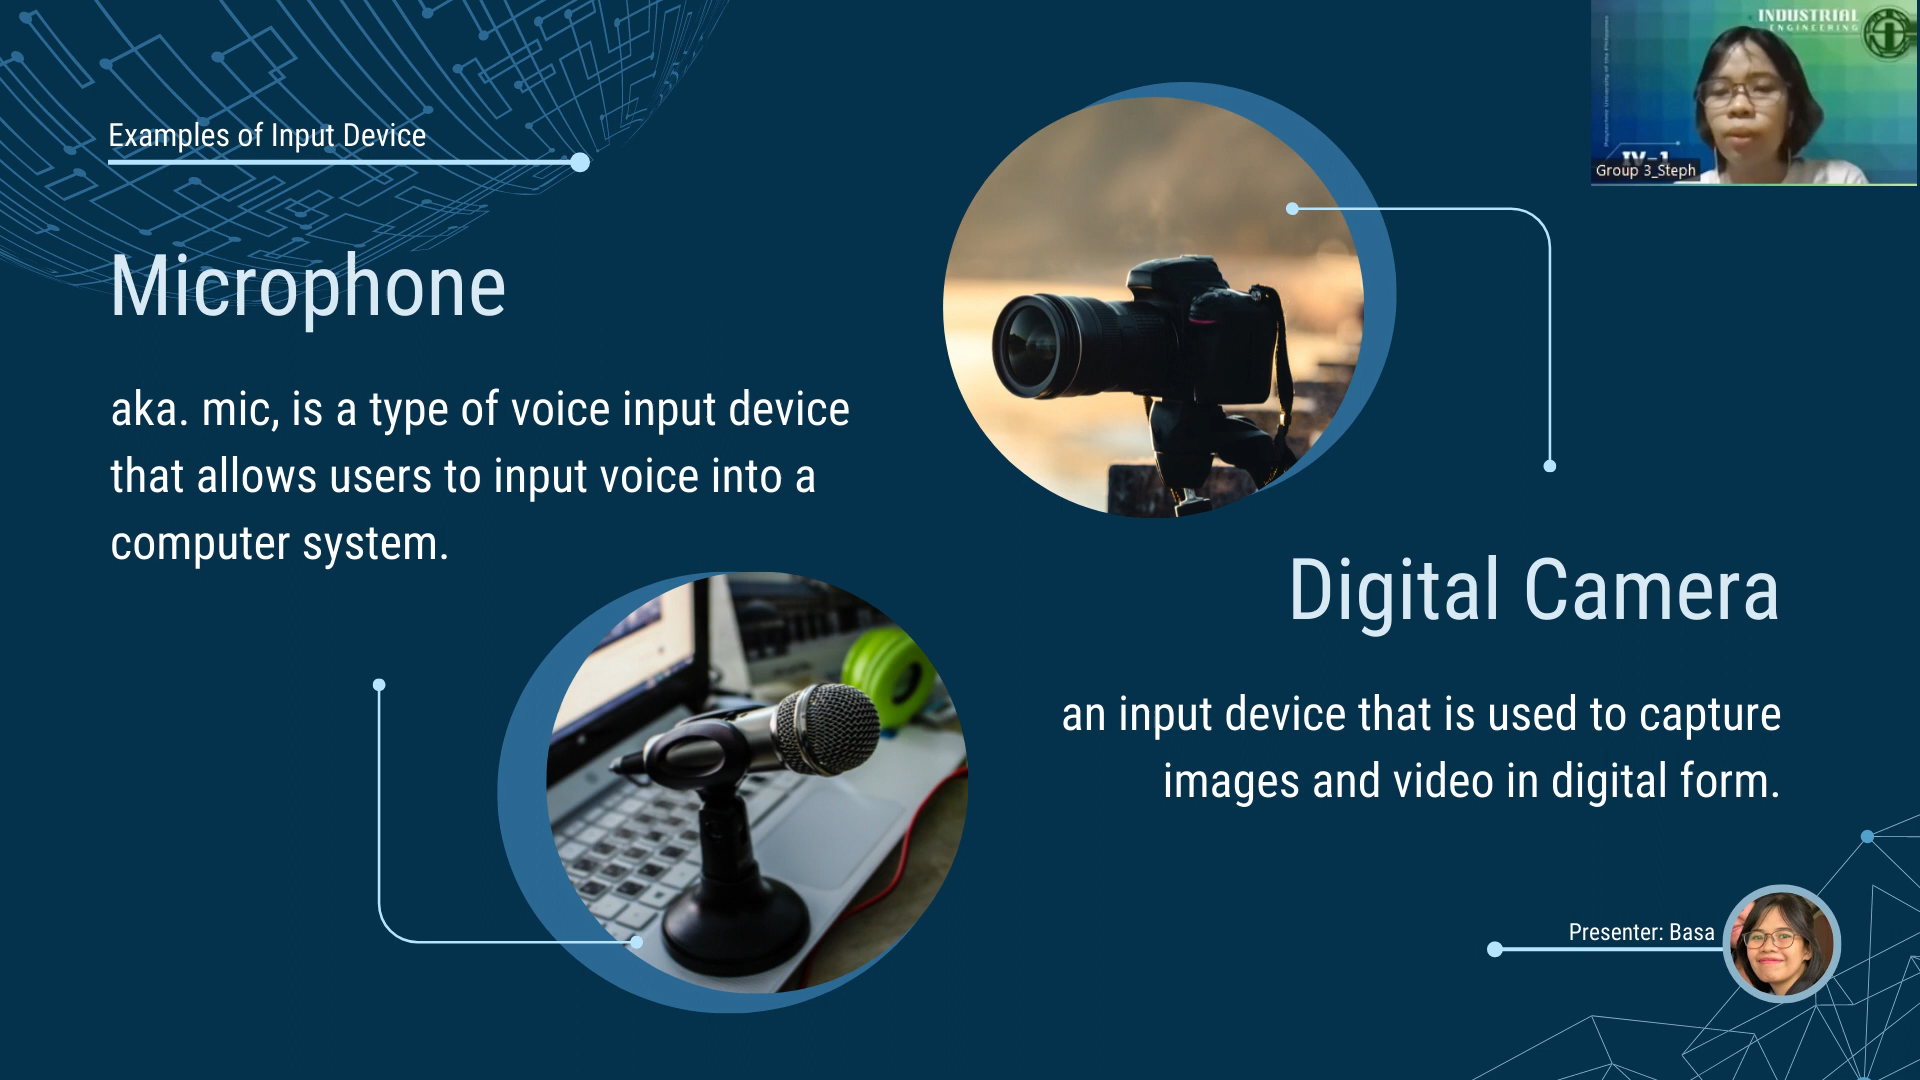 Examples of Input Device
Microphone
aka. mic, is a type of voice input device
that allows users to input voice into a
computer system.
Digital Camera
an input device that is used to capture
images and video in digital form.
Presenter: Basa
INDUSTRIAL
ENGINEERING
IV-1
Group 3_Steph